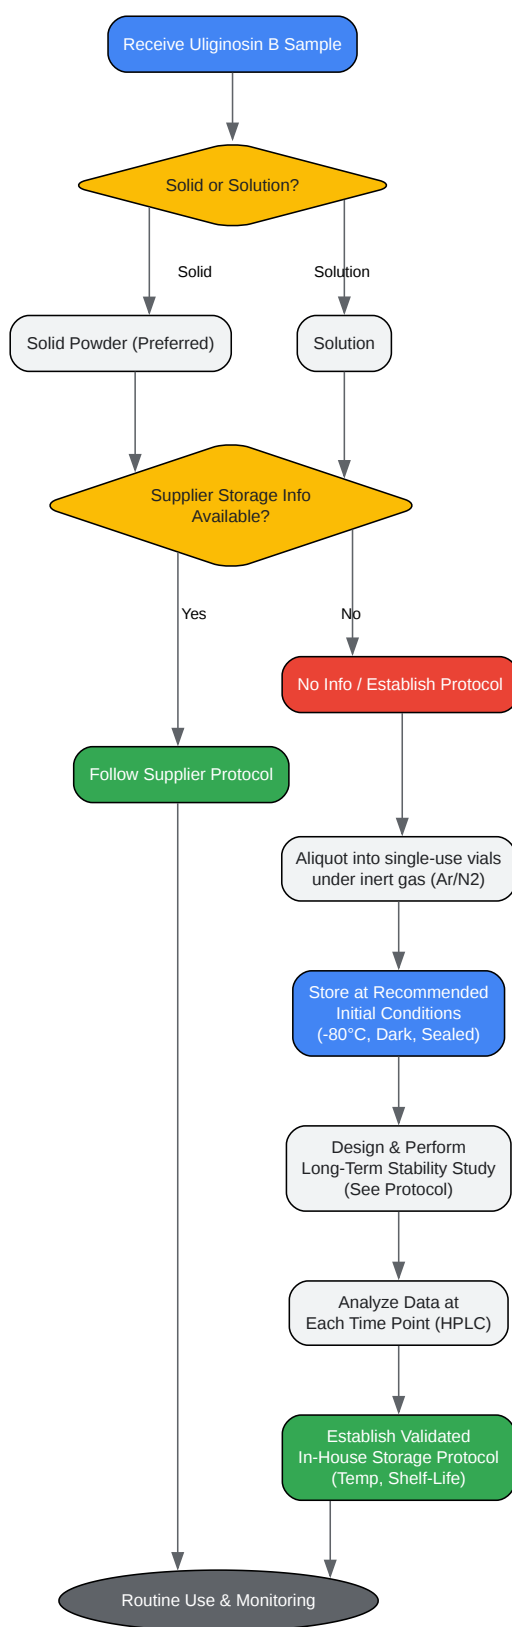 Receive Uliginosin B Sample
Solid or Solution?
Solid
Solution
Solid Powder (Preferred)
Solution
Supplier Storage Info
Available?
Yes
No
No Info / Establish Protocol
Follow Supplier Protocol
Aliquot into single-use vials
under inert gas (Ar/N2)
Store at Recommended
Initial Conditions
(-80°C, Dark, Sealed)
Design & Perform
Long-Term Stability Study
(See Protocol)
Analyze Data at
Each Time Point (HPLC)
Establish Validated
In-House Storage Protocol
(Temp, Shelf-Life)
Routine Use & Monitoring